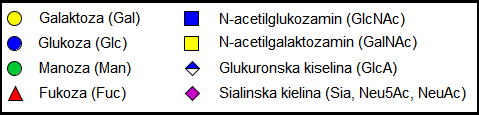 Galaktoza (Gal)
Glukoza (Glc)
Manoza (Man)
Fukoza (Fuc)
N-acetilglukozamin (GlcNAc)
N-acetilgalaktozamin (GalNAc)
Glukuronska kiselina (GlcA)
Sialinska kielina (Sia, Neu5Ac, NeuAc)